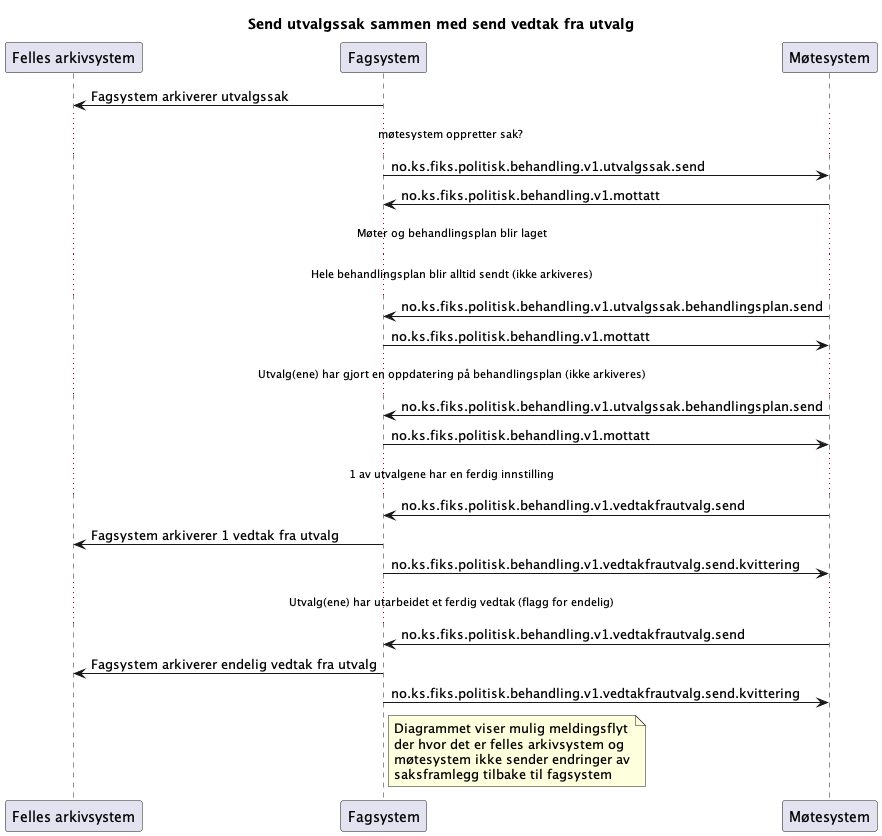 Send utvalgssak sammen med send vedtak fra utvalg
Felles arkivsystem
Fagsystem
Møtesystem
Fagsystem arkiverer utvalgssak
møtesystem oppretter sak?
no.ks.fiks.politisk.behandling.v1.utvalgssak.send
no.ks.fiks.politisk.behandling.v1.mottatt
Møter og behandlingsplan blir laget
Hele behandlingsplan blir alltid sendt (ikke arkiveres)
no.ks.fiks.politisk.behandling.v1.utvalgssak.behandlingsplan.send
no.ks.fiks.politisk.behandling.v1.mottatt
Utvalg(ene) har gjort en oppdatering på behandlingsplan (ikke arkiveres)
no.ks.fiks.politisk.behandling.v1.utvalgssak.behandlingsplan.send
no.ks.fiks.politisk.behandling.v1.mottatt
1 av utvalgene har en ferdig innstilling
no.ks.fiks.politisk.behandling.v1.vedtakfrautvalg.send
Fagsystem arkiverer 1 vedtak fra utvalg
no.ks.fiks.politisk.behandling.v1.vedtakfrautvalg.send.kvittering
Utvalg(ene) har utarbeidet et ferdig vedtak (flagg for endelig)
no.ks.fiks.politisk.behandling.v1.vedtakfrautvalg.send
Fagsystem arkiverer endelig vedtak fra utvalg
no.ks.fiks.politisk.behandling.v1.vedtakfrautvalg.send.kvittering
Diagrammet viser mulig meldingsflyt
der hvor det er felles arkivsystem og
møtesystem ikke sender endringer av
saksframlegg tilbake til fagsystem
Felles arkivsystem
Fagsystem
Møtesystem